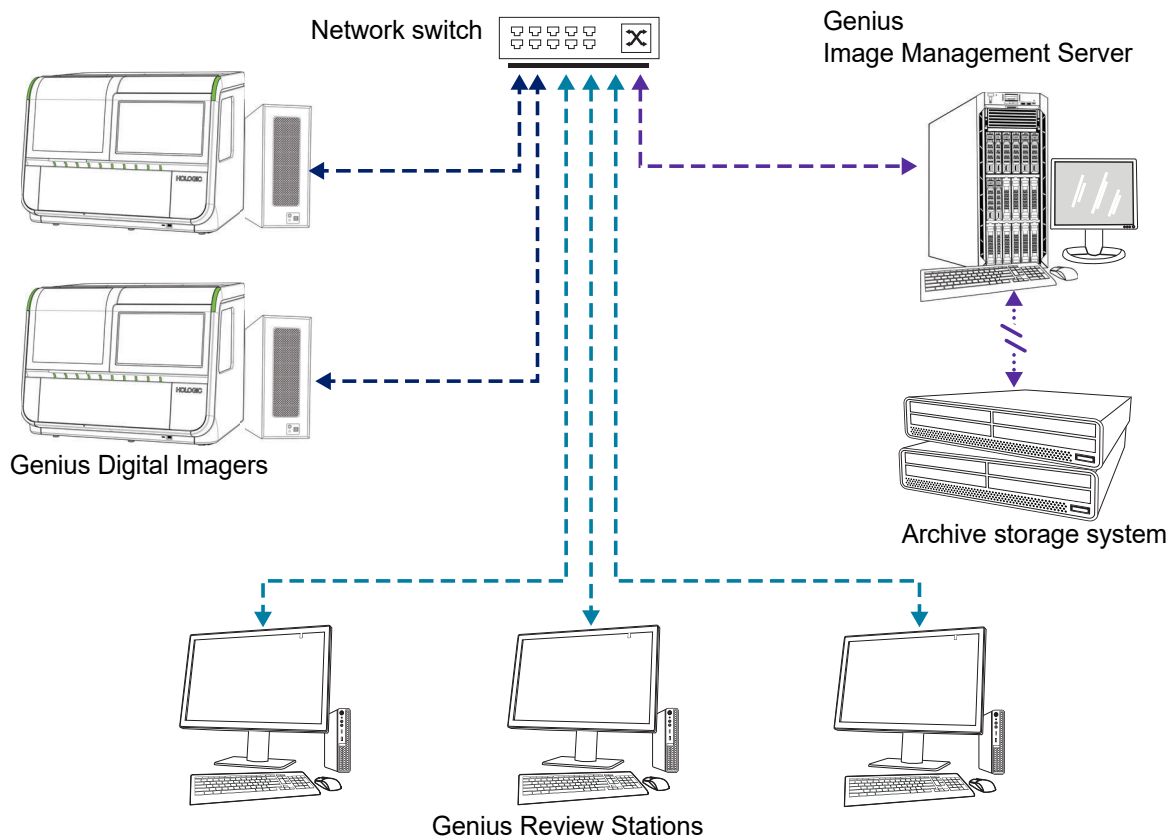 Network switch
Genius
Image Management Server
HOLOGIC
HOLOGIC
Genius Digital Imagers
Archive storage system
Genius Review Stations